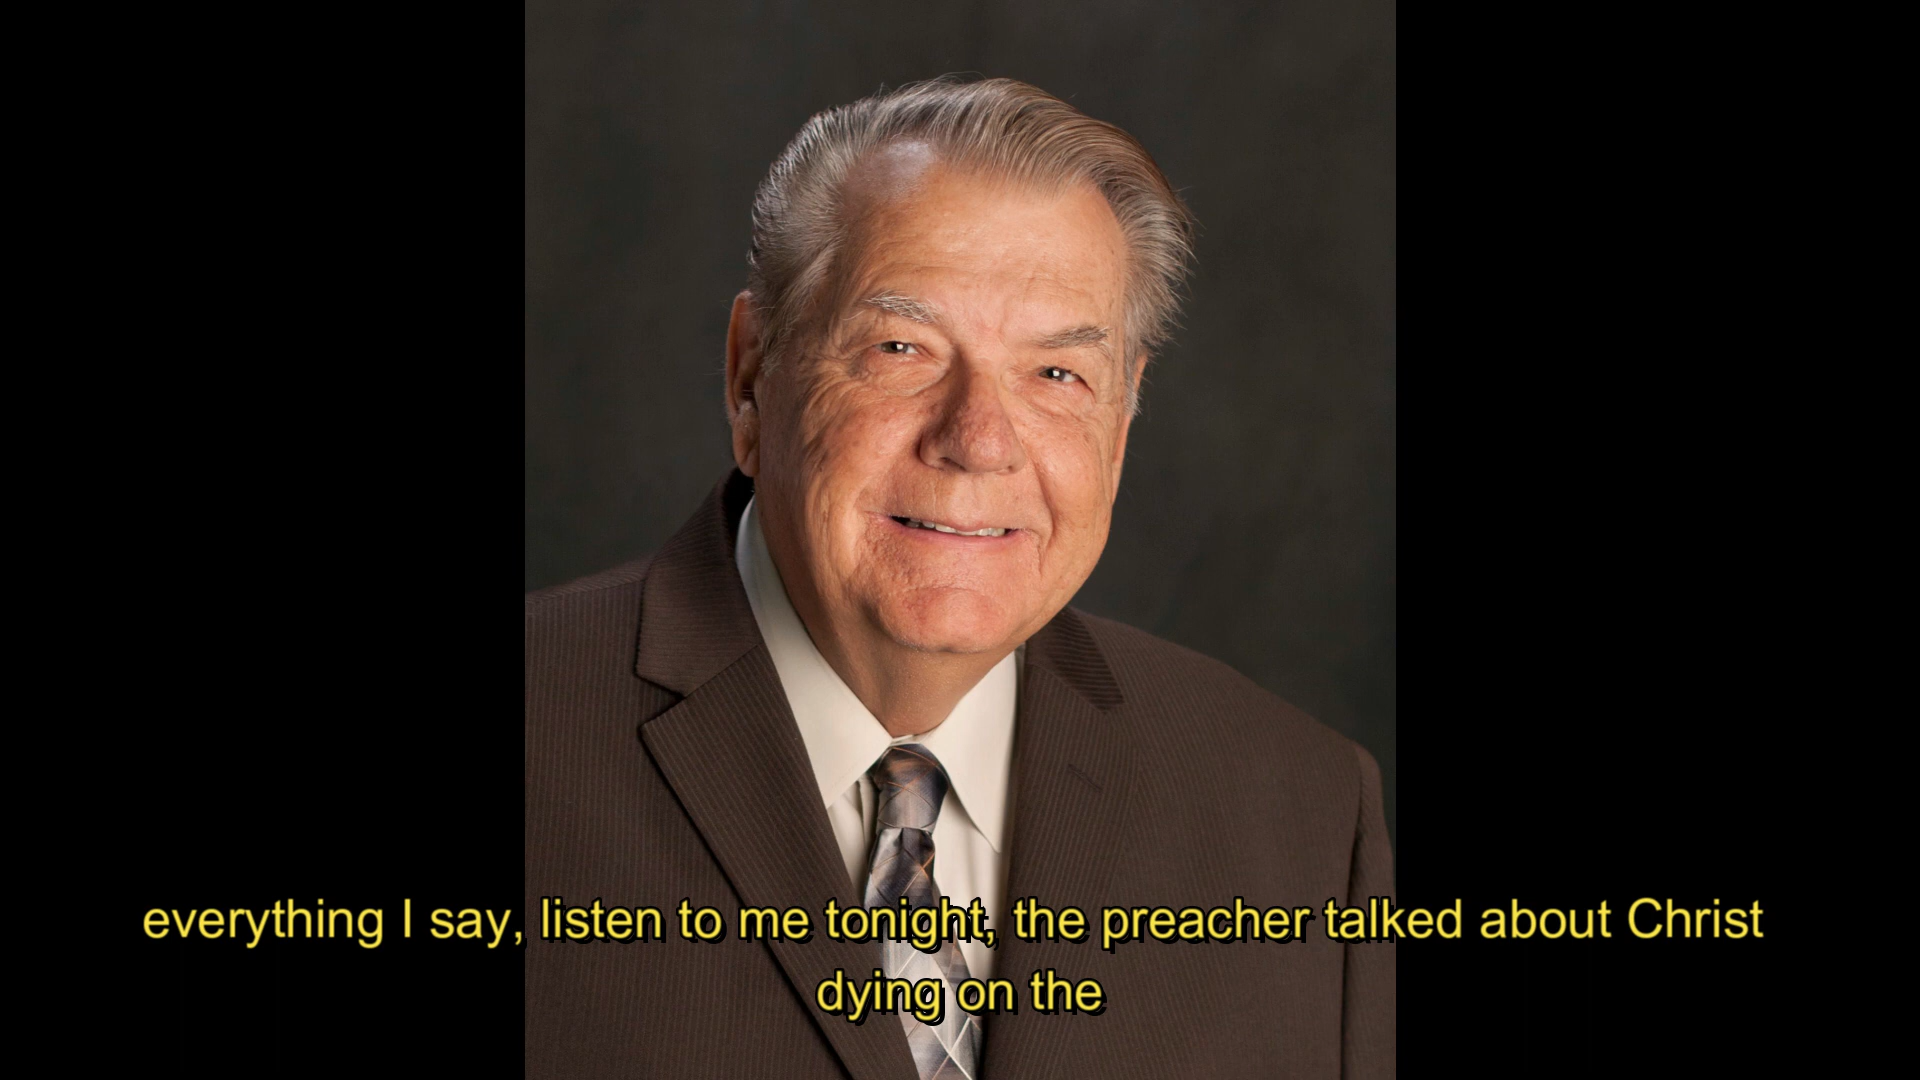 everything I say, listen to me tonight, the preacher talked about Christ
dying on the